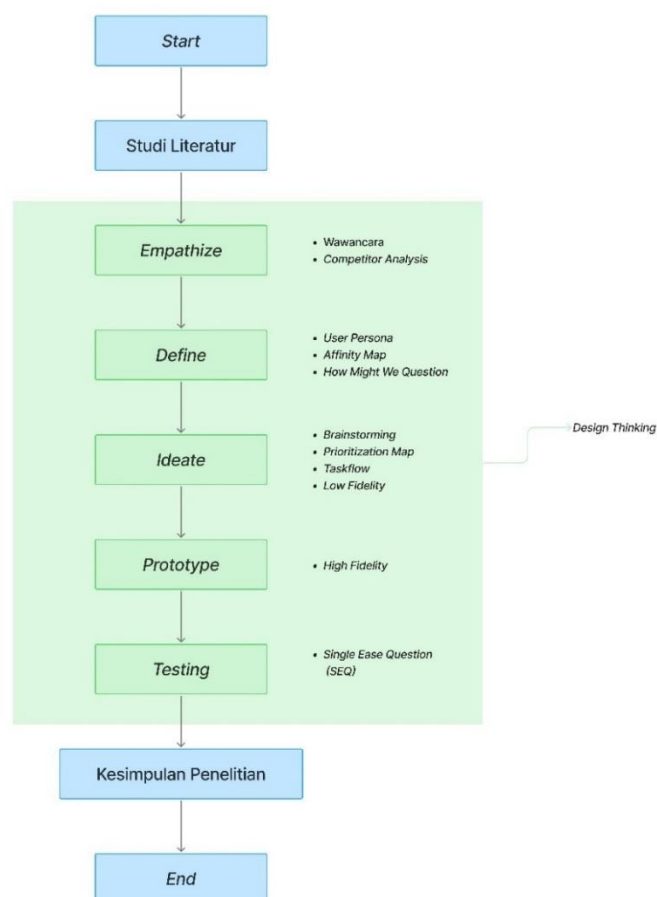 Start
Studi Literatur
Empathize
• Wawancara
• Competitor Analysis
Define
• User Persona
• Affinity Map
• How Might We Question
Ideate
• Brainstorming
• Prioritization Map
• Taskflow
• Low Fidelity
Design Thinking
Prototype
• High Fidelity
Testing
• Single Ease Question
(SEQ)
Kesimpulan Penelitian
End